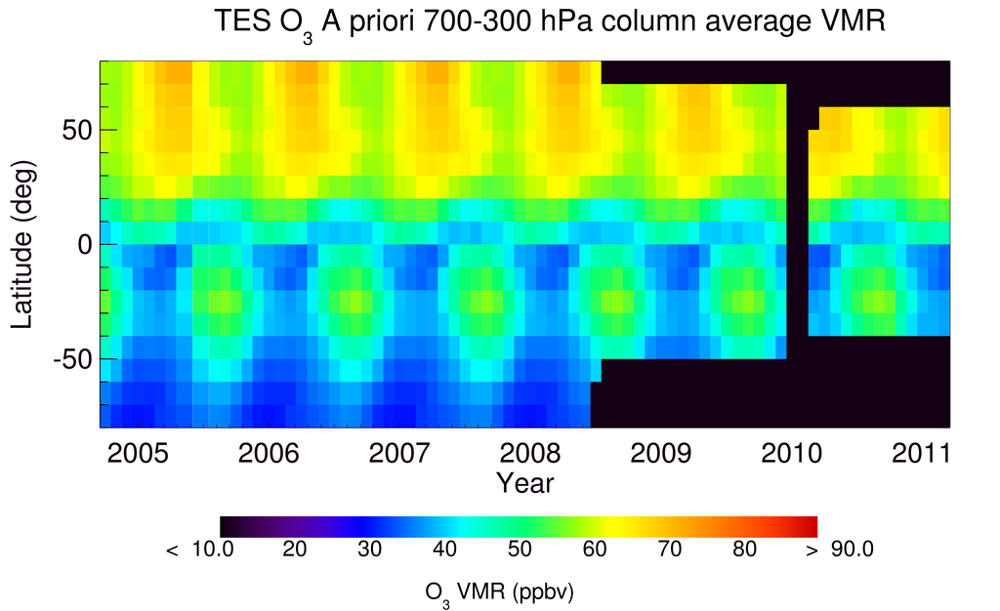 TES O3 A priori 700-300 hPa column average VMR
Latitude (deg)
50
0
-50
2005 2006 2007 2008 2009 2010 2011
Year
< 10.0 20 30 40 50 60 70 80 > 90.0
O3 VMR (ppbv)